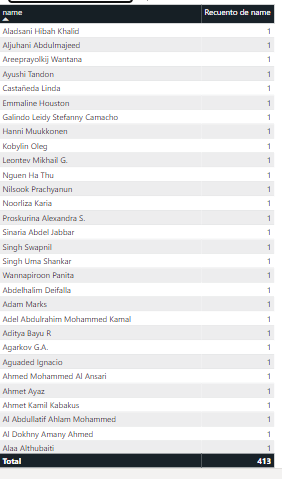 name Recuento de name
Aladsani Hibah Khalid 1
Aljuhani Abdulmajeed 1
Areeprayolkij Wantana 1
Ayushi Tandon 1
Castañeda Linda 1
Emmaline Houston 1
Galindo Leidy Stefanny Camacho 1
Hanni Muukkonen 1
Kobylin Oleg 1
Leontev Mikhail G. 1
Nguen Ha Thu 1
Nilsook Prachyanun 1
Noorliza Karia 1
Proskurina Alexandra S. 1
Sinaria Abdel Jabbar 1
Singh Swapnil 1
Singh Uma Shankar 1
Wannapiroon Panita 1
Abdelhalim Deifalla 1
Adam Marks 1
Adel Abdulrahim Mohammed Kamal 1
Aditya Bayu R 1
Agarkov G.A. 1
Aguaded Ignacio 1
Ahmed Mohammed Al Ansari 1
Ahmet Ayaz 1
Ahmet Kamil Kabakus 1
Al Abdullatif Ahlam Mohammed 1
Al Dokhny Amany Ahmed 1
Alaa Althubaiti 1
Total 413